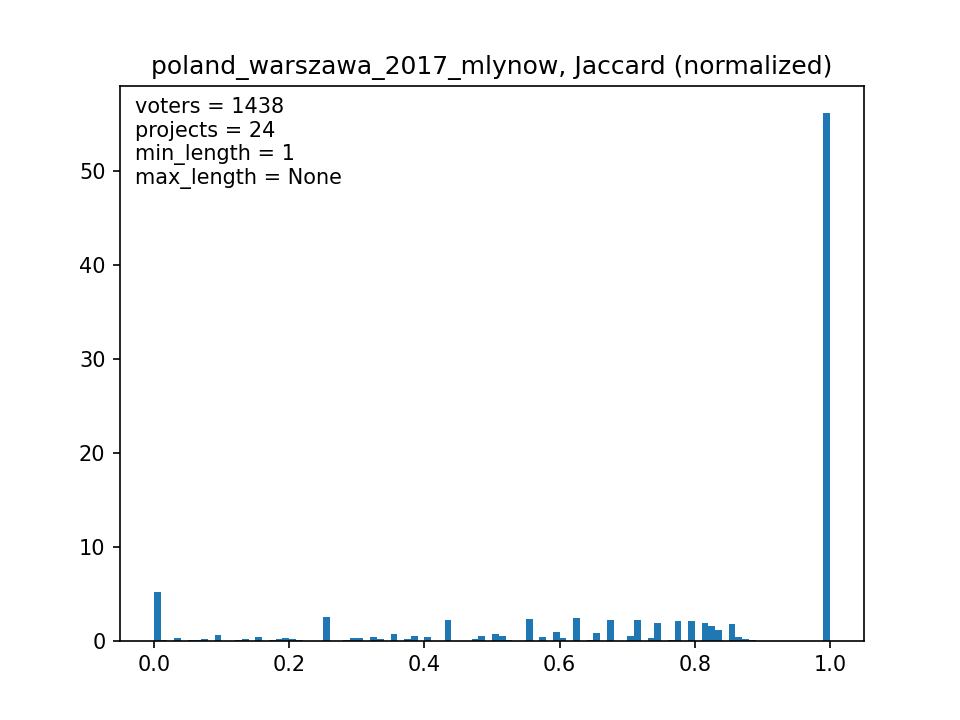 poland_warszawa_2017_mlynow, Jaccard (normalized)
voters = 1438
projects = 24
min_length = 1
max_length = None
50
40
30
20
10
0
0.0 0.2 0.4 0.6 0.8 1.0